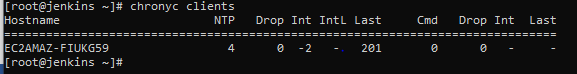 [root@jenkins ~]# chronyc clients
Hostname                      NTP   Drop Int IntL Last     Cmd   Drop Int  Last
===============================================================================
EC2AMAZ-FIUKG59                 4      0  -2   -   201       0      0   -     -
[root@jenkins ~]#